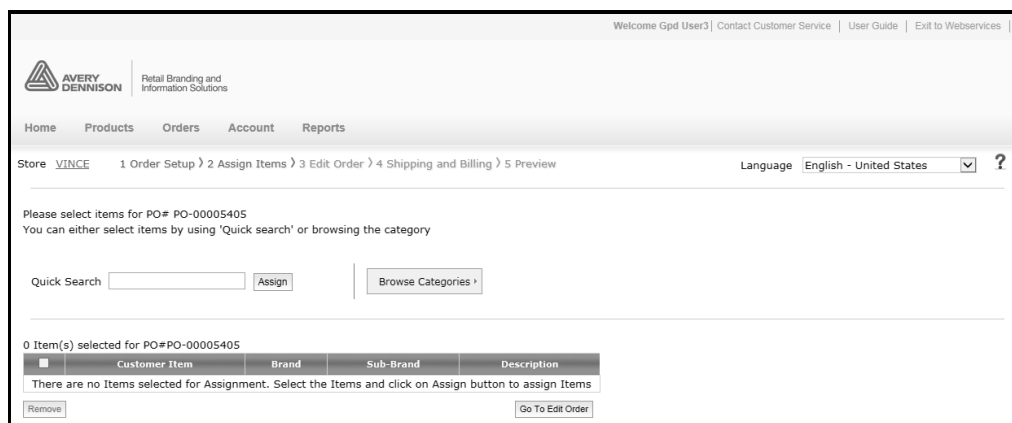 Welcome Gpd User3 | Contact Customer Service | User Guide | Exit to Webservices |
AVERY DENNISON
Retail Branding and
Information Solutions
Home Products Orders Account Reports
Store VINCE 1 Order Setup > 2 Assign Items > 3 Edit Order > 4 Shipping and Billing > 5 Preview Language English - United States ?
Please select items for PO# PO-00005405
You can either select items by using 'Quick search' or browsing the category
Quick Search Assign Browse Categories
0 Item(s) selected for PO#PO-00005405
Customer Item Brand Sub-Brand Description
There are no Items selected for Assignment. Select the Items and click on Assign button to assign Items
Remove Go To Edit Order